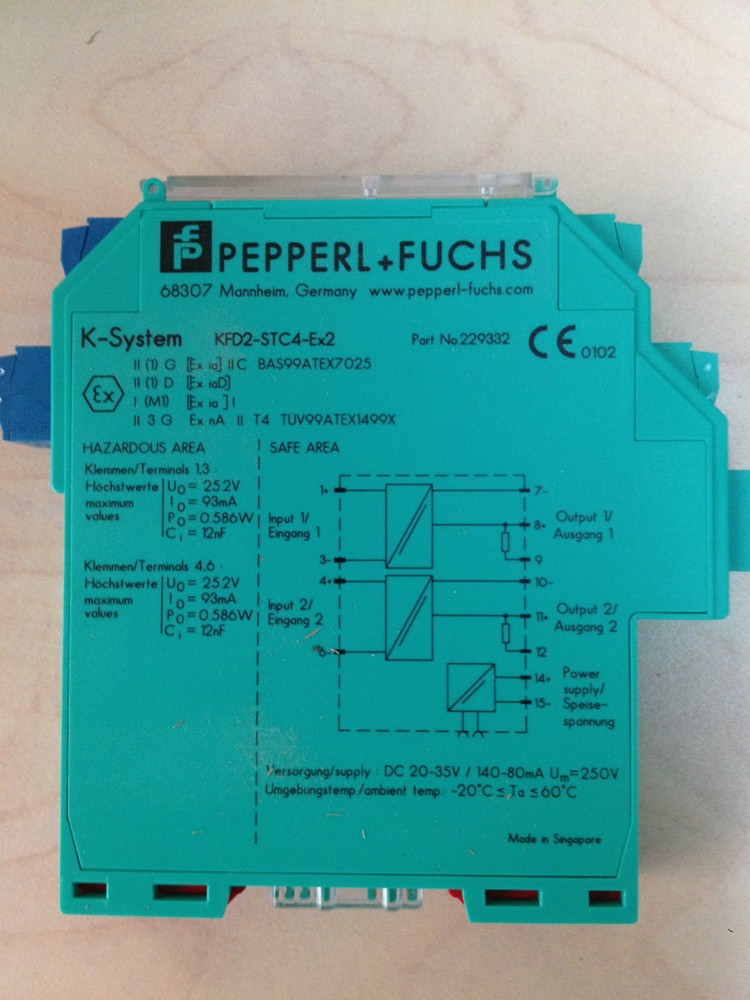 PEPPERL+FUCHS
68307 Mannheim, Germany www.pepperl-fuchs.com
K-System KFD2-STC4-Ex2 Part No.229332 CE 0102
εx
II (1) G [Ex ia] IIC BAS99ATEX7025
II (1) D [Ex iaD]
I (M1) [Ex ia ] I
II 3 G Ex nA II T4 TÜV99ATEX1499X
HAZARDOUS AREA
Klemmen/Terminals 1,3 :
Höchstwerte
maximum
values
U₀ = 25.2V
I₀ = 93mA
P₀ = 0.586W
Cᵢ = 12nF
Klemmen/Terminals 4,6 :
Höchstwerte
maximum
values
U₀ = 25.2V
I₀ = 93mA
P₀ = 0.586W
Cᵢ = 12nF
SAFE AREA
1+
Input 1/
Eingang 1
3-
4+
Input 2/
Eingang 2
6-
7-
8+
9
Output 1/
Ausgang 1
10-
11+
12
Output 2/
Ausgang 2
14+
15-
Power
supply/
Speise-
spannung
Versorgung/supply : DC 20-35V / 140-80mA Um=250V
Umgebungstemp./ambient temp.: -20°C ≤ Ta ≤ 60°C
Made in Singapore